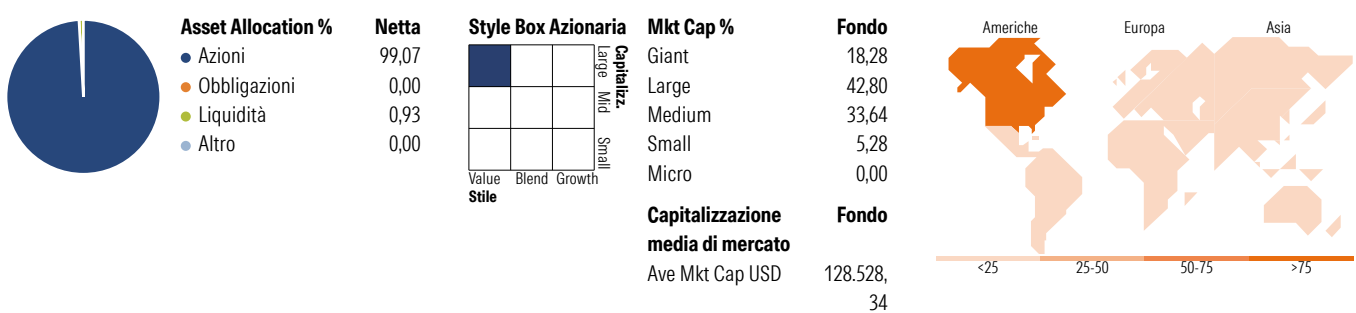 Asset Allocation % Netta
Azioni 99,07
Obbligazioni 0,00
Liquidità 0,93
Altro 0,00
Style Box Azionaria
Large Mid Small
Capitalizz.
Value Blend Growth
Stile
Mkt Cap % Fondo
Giant 18,28
Large 42,80
Medium 33,64
Small 5,28
Micro 0,00
Capitalizzazione Fondo
media di mercato
Ave Mkt Cap USD 128.528,
34
Americhe Europa Asia
<25 25-50 50-75 >75